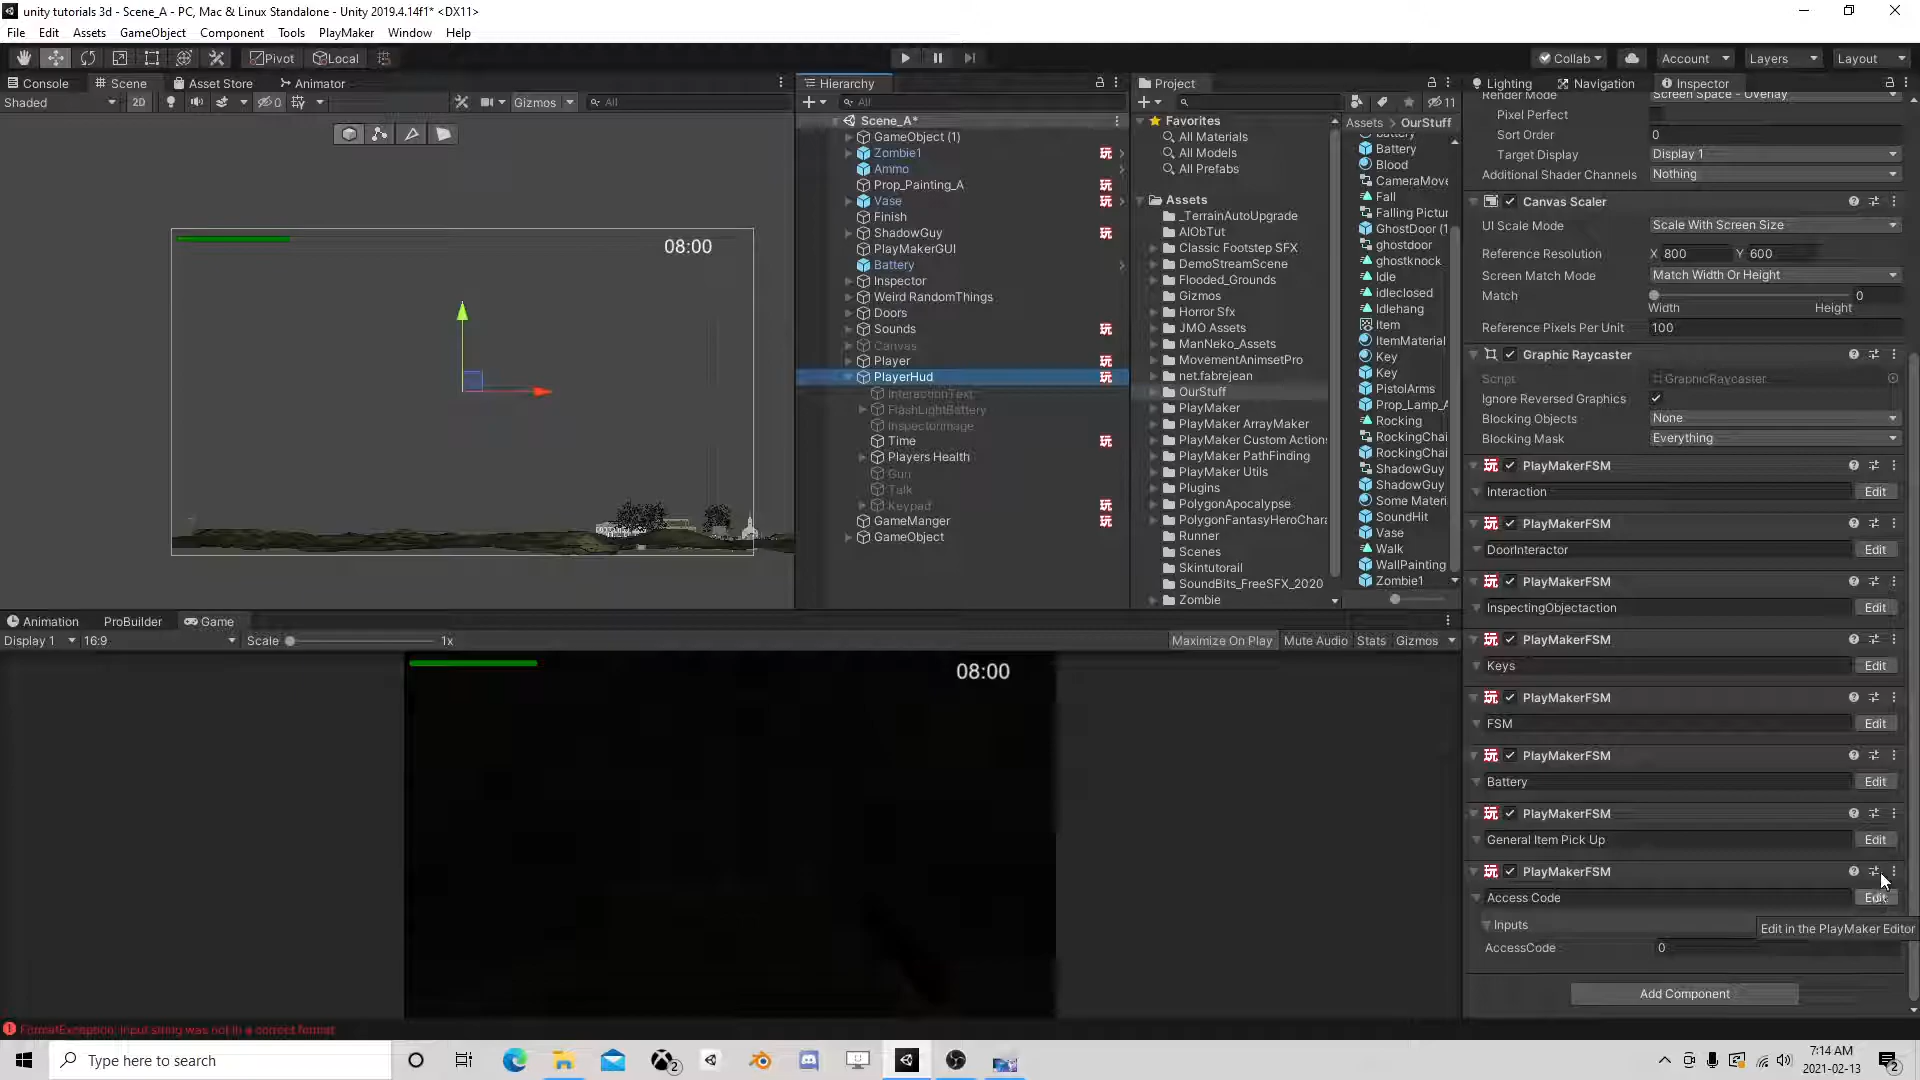 unity tutorials 3d - Scene_A - PC, Mac & Linux Standalone - Unity 2019.4.14f1* <DX11>
File Edit Assets GameObject Component Tools PlayMaker Window Help
Pivot Local Collab Account Layers Layout
Console Scene Asset Store Animator
Shaded 2D 0 Gizmos All
08:00
Animation ProBuilder Game
Display 1 16:9 Scale 1x Maximize On Play Mute Audio Stats Gizmos
08:00
Hierarchy
All
Scene_A*
GameObject (1)
Zombie1
Ammo
Prop_Painting_A
Vase
Finish
ShadowGuy
PlayMakerGUI
Battery
Inspector
Weird RandomThings
Doors
Sounds
Canvas
Player
PlayerHud
InteractionText
FlashLightBattery
InspectorImage
Time
Players Health
Gun
Talk
Keypad
GameManger
GameObject
Project
11
Favorites
All Materials
All Models
All Prefabs
Assets
_TerrainAutoUpgrade
AIObTut
Classic Footstep SFX
DemoStreamScene
Flooded_Grounds
Gizmos
Horror Sfx
JMO Assets
ManNeko_Assets
MovementAnimsetPro
net.fabrejean
OurStuff
PlayMaker
PlayMaker ArrayMaker
PlayMaker Custom Action
PlayMaker PathFinding
PlayMaker Utils
Plugins
PolygonApocalypse
PolygonFantasyHeroChara
Runner
Scenes
Skintutorail
SoundBits_FreeSFX_2020
Zombie
Assets > OurStuff
Battery
Blood
CameraMove
Fall
Falling Pictur
GhostDoor (1
ghostdoor
ghostknock
Idle
idleclosed
Idlehang
Item
ItemMaterial
Key
Key
PistolArms
Prop_Lamp_A
Rocking
RockingChai
RockingChai
ShadowGuy
ShadowGuy
Some Materi
SoundHit
Vase
Walk
WallPainting
Zombie1
Lighting Navigation Inspector
Render Mode Screen Space - Overlay
Pixel Perfect
Sort Order 0
Target Display Display 1
Additional Shader Channels Nothing
Canvas Scaler
UI Scale Mode Scale With Screen Size
Reference Resolution X 800 Y 600
Screen Match Mode Match Width Or Height
Match 0
Width Height
Reference Pixels Per Unit 100
Graphic Raycaster
Script GraphicRaycaster
Ignore Reversed Graphics
Blocking Objects None
Blocking Mask Everything
PlayMakerFSM
Interaction Edit
PlayMakerFSM
DoorInteractor Edit
PlayMakerFSM
InspectingObjectaction Edit
PlayMakerFSM
Keys Edit
PlayMakerFSM
FSM Edit
PlayMakerFSM
Battery Edit
PlayMakerFSM
General Item Pick Up Edit
PlayMakerFSM
Access Code Edit
Inputs
Edit in the PlayMaker Editor
AccessCode 0
Add Component
FormatException: Input string was not in a correct format
Type here to search
2
7:14 AM
2021-02-13
2